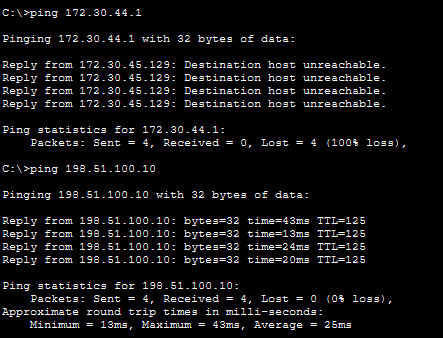 C:\>ping 172.30.44.1
Pinging 172.30.44.1 with 32 bytes of data:
Reply from 172.30.45.129: Destination host unreachable.
Reply from 172.30.45.129: Destination host unreachable.
Reply from 172.30.45.129: Destination host unreachable.
Reply from 172.30.45.129: Destination host unreachable.
Ping statistics for 172.30.44.1:
    Packets: Sent = 4, Received = 0, Lost = 4 (100% loss),
C:\>ping 198.51.100.10
Pinging 198.51.100.10 with 32 bytes of data:
Reply from 198.51.100.10: bytes=32 time=43ms TTL=125
Reply from 198.51.100.10: bytes=32 time=13ms TTL=125
Reply from 198.51.100.10: bytes=32 time=24ms TTL=125
Reply from 198.51.100.10: bytes=32 time=20ms TTL=125
Ping statistics for 198.51.100.10:
    Packets: Sent = 4, Received = 4, Lost = 0 (0% loss),
Approximate round trip times in milli-seconds:
    Minimum = 13ms, Maximum = 43ms, Average = 25ms